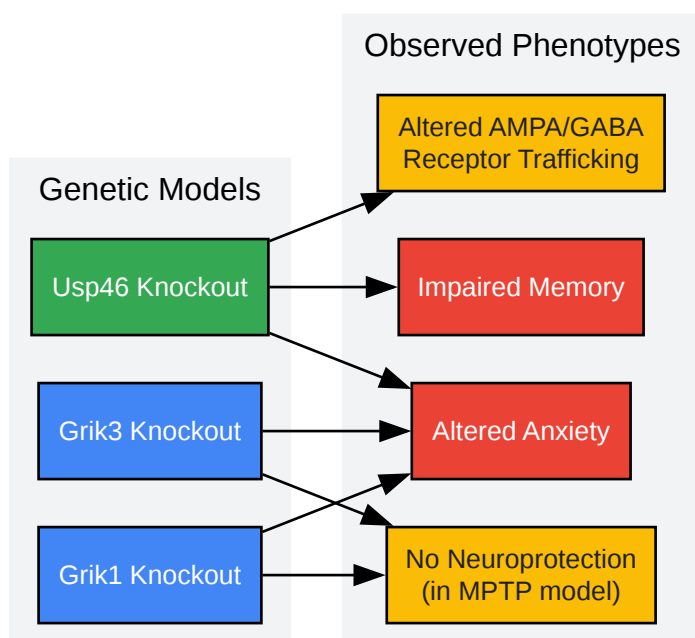 Observed Phenotypes
Altered AMPA/GABA
Receptor Trafficking
Genetic Models
Usp46 Knockout
Impaired Memory
Grik3 Knockout
Altered Anxiety
Grik1 Knockout
No Neuroprotection
(in MPTP model)